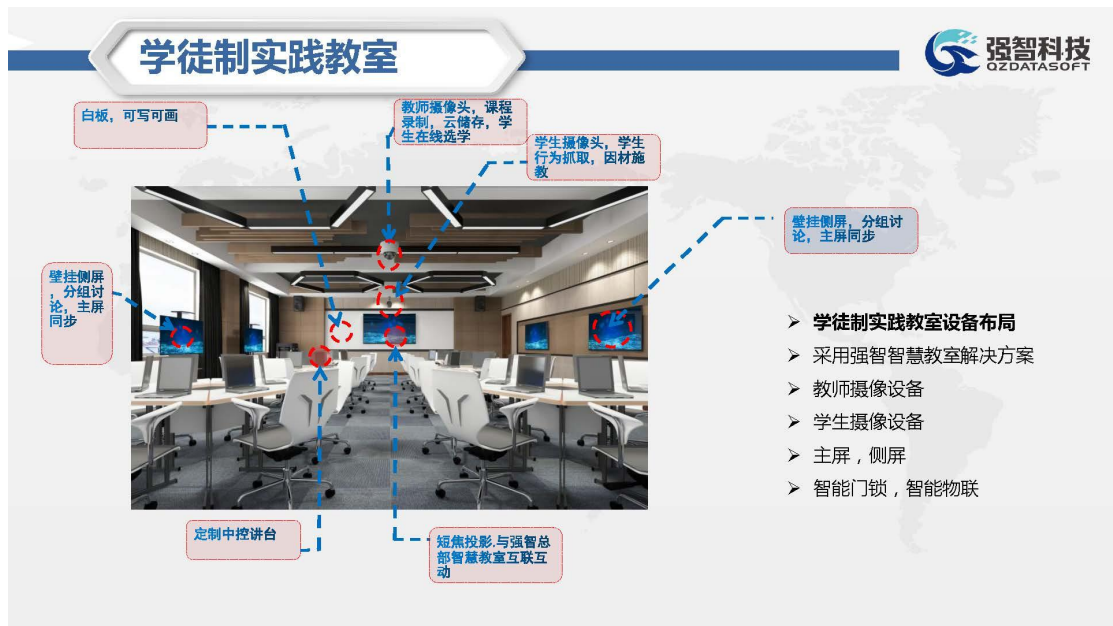 学徒制实践教室
强智科技
QZDATASOFT
白板，可写可画
教师摄像头，课程
录制，云储存，学
生在线选学
学生摄像头，学生
行为抓取，因材施
教
壁挂侧屏，分组讨
论，主屏同步
壁挂侧屏
，分组讨
论，主屏
同步
学徒制实践教室设备布局
采用强智智慧教室解决方案
教师摄像设备
学生摄像设备
主屏，侧屏
智能门锁，智能物联
定制中控讲台
短焦投影.与强智总
部智慧教室互联互
动